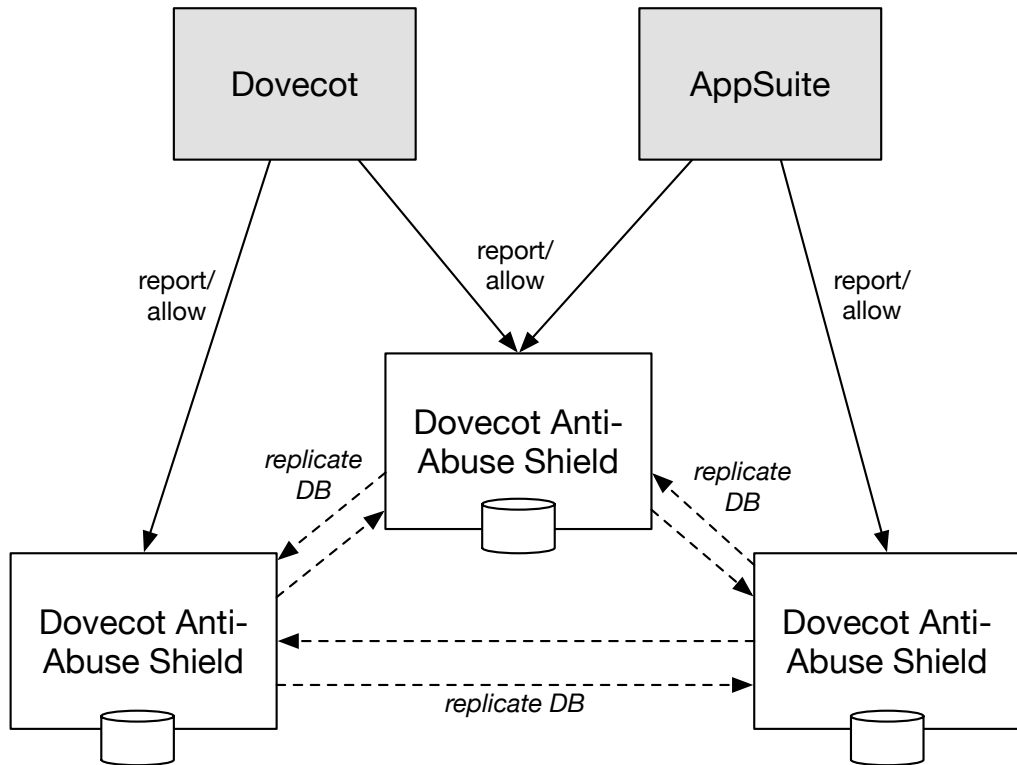 Dovecot
AppSuite
report/
allow
report/
allow
report/
allow
Dovecot Anti-
Abuse Shield
replicate
DB
replicate
DB
Dovecot Anti-
Abuse Shield
Dovecot Anti-
Abuse Shield
replicate DB